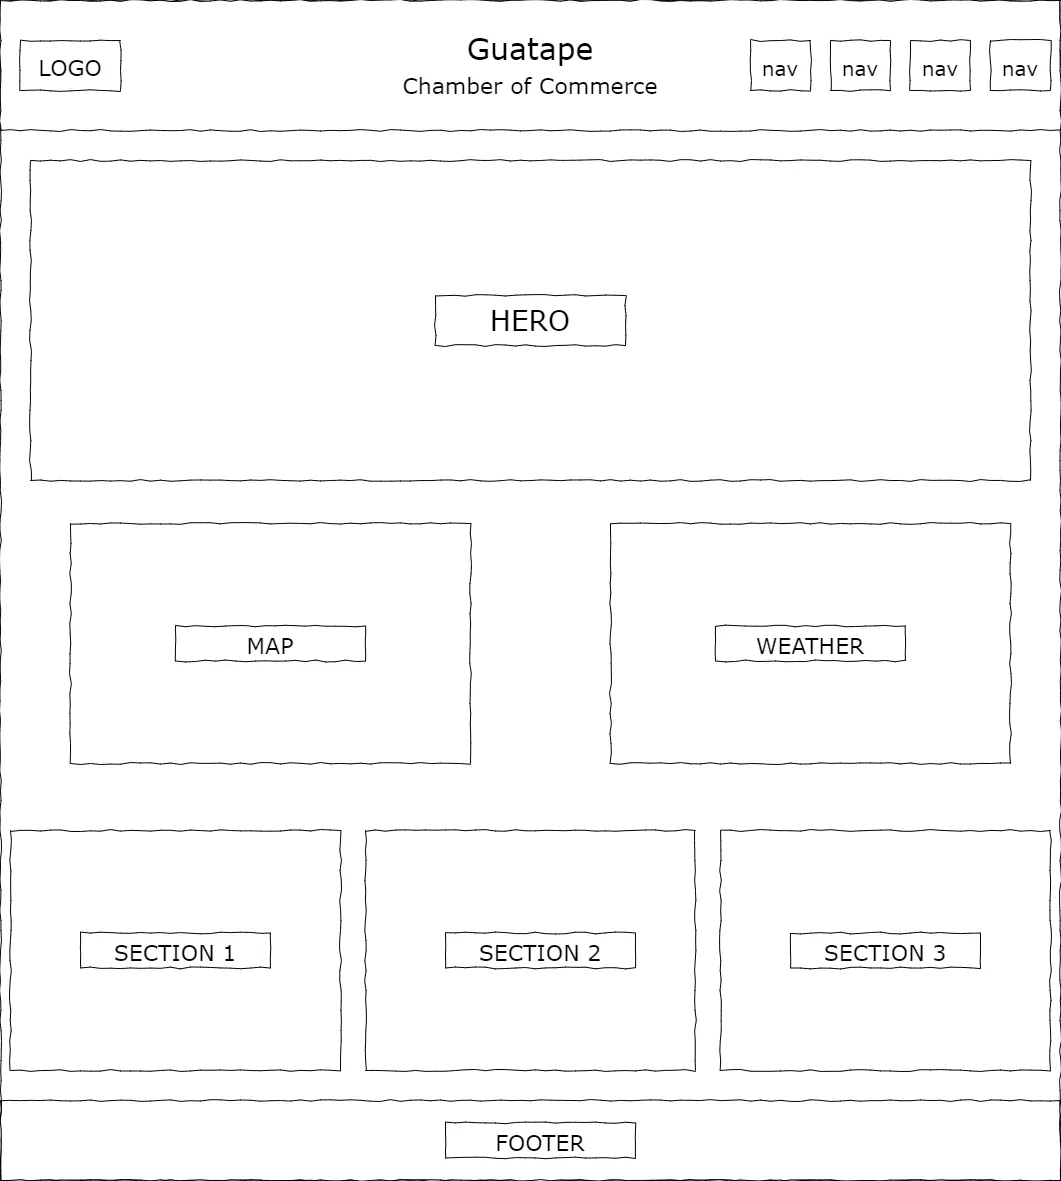 LOGO
Guatape
Chamber of Commerce
nav
nav
nav
nav
HERO
MAP
WEATHER
SECTION 1
SECTION 2
SECTION 3
FOOTER